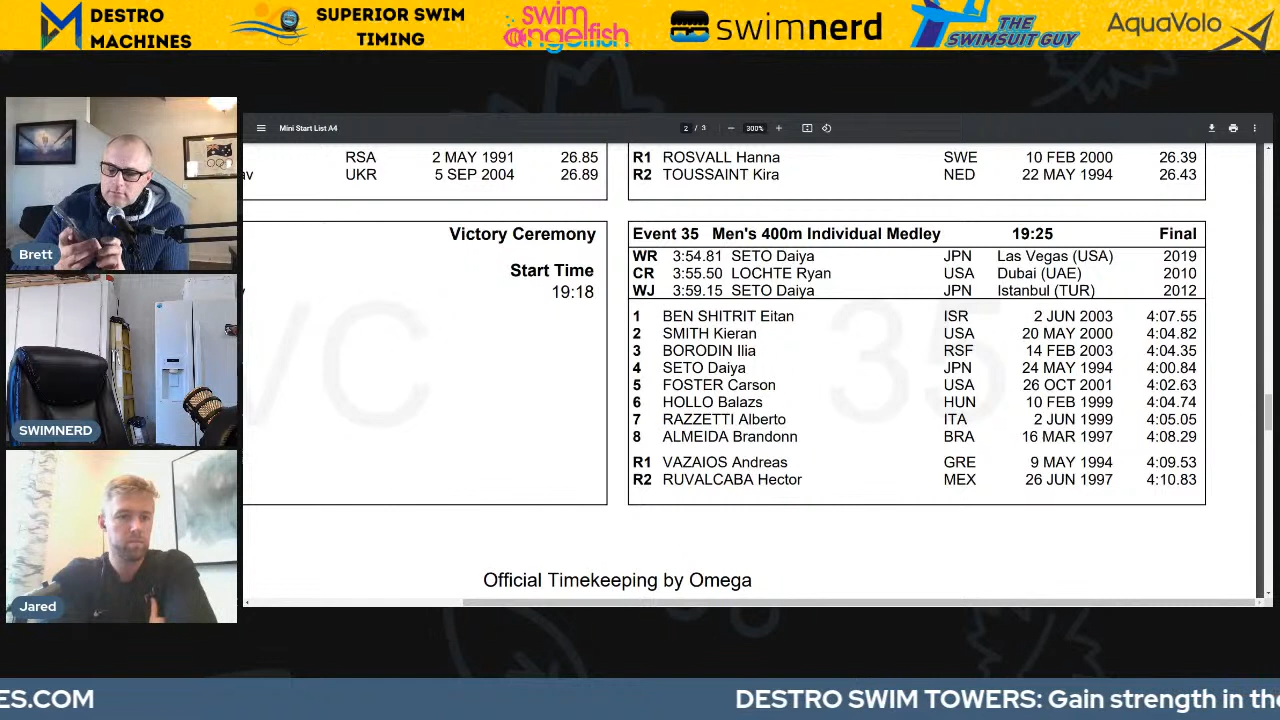 DESTRO
MACHINES
SUPERIOR SWIM
TIMING
swim
angelfish
swimnerd
THE
SWIMSUIT GUY
AquaVolo
Mini Start List A4
2 / 3
300%
RSA 2 MAY 1991 26.85
av UKR 5 SEP 2004 26.89
R1 ROSVALL Hanna SWE 10 FEB 2000 26.39
R2 TOUSSAINT Kira NED 22 MAY 1994 26.43
Victory Ceremony
Start Time
19:18
VC
Event 35 Men's 400m Individual Medley 19:25 Final
WR 3:54.81 SETO Daiya JPN Las Vegas (USA) 2019
CR 3:55.50 LOCHTE Ryan USA Dubai (UAE) 2010
WJ 3:59.15 SETO Daiya JPN Istanbul (TUR) 2012
35
1 BEN SHITRIT Eitan ISR 2 JUN 2003 4:07.55
2 SMITH Kieran USA 20 MAY 2000 4:04.82
3 BORODIN Ilia RSF 14 FEB 2003 4:04.35
4 SETO Daiya JPN 24 MAY 1994 4:00.84
5 FOSTER Carson USA 26 OCT 2001 4:02.63
6 HOLLO Balazs HUN 10 FEB 1999 4:04.74
7 RAZZETTI Alberto ITA 2 JUN 1999 4:05.05
8 ALMEIDA Brandonn BRA 16 MAR 1997 4:08.29
R1 VAZAIOS Andreas GRE 9 MAY 1994 4:09.53
R2 RUVALCABA Hector MEX 26 JUN 1997 4:10.83
Official Timekeeping by Omega
Brett
SWIMNERD
Jared
ES.COM
DESTRO SWIM TOWERS: Gain strength in the